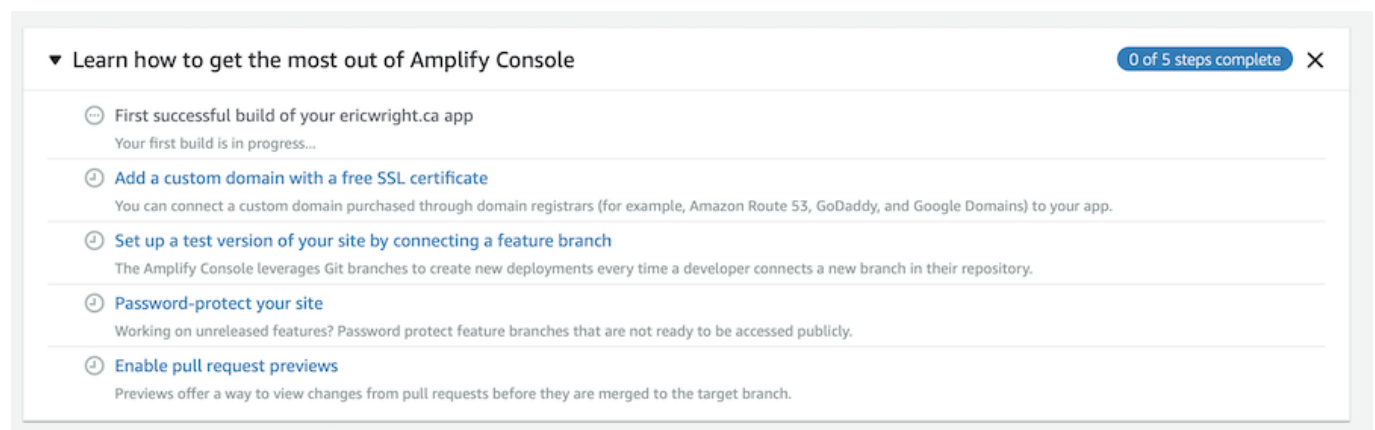 Learn how to get the most out of Amplify Console
0 of 5 steps complete
First successful build of your ericwright.ca app
Your first build is in progress...
Add a custom domain with a free SSL certificate
You can connect a custom domain purchased through domain registrars (for example, Amazon Route 53, GoDaddy, and Google Domains) to your app.
Set up a test version of your site by connecting a feature branch
The Amplify Console leverages Git branches to create new deployments every time a developer connects a new branch in their repository.
Password-protect your site
Working on unreleased features? Password protect feature branches that are not ready to be accessed publicly.
Enable pull request previews
Previews offer a way to view changes from pull requests before they are merged to the target branch.